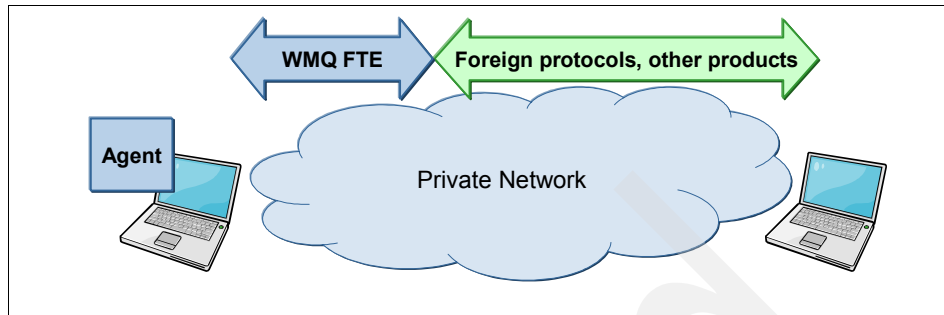 WMQ FTE
Foreign protocols, other products
Agent
Private Network